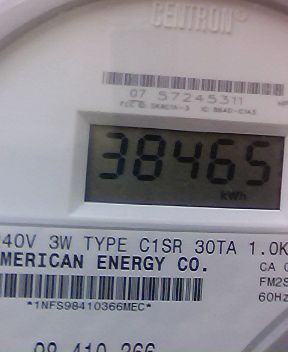 CENTRON®
07 57245311
38465
kWh
40V 3W TYPE C1SR 30TA 1.0K
MERICAN ENERGY CO.
CA 0
FM2S
60Hz
*1NFS98410366MEC*